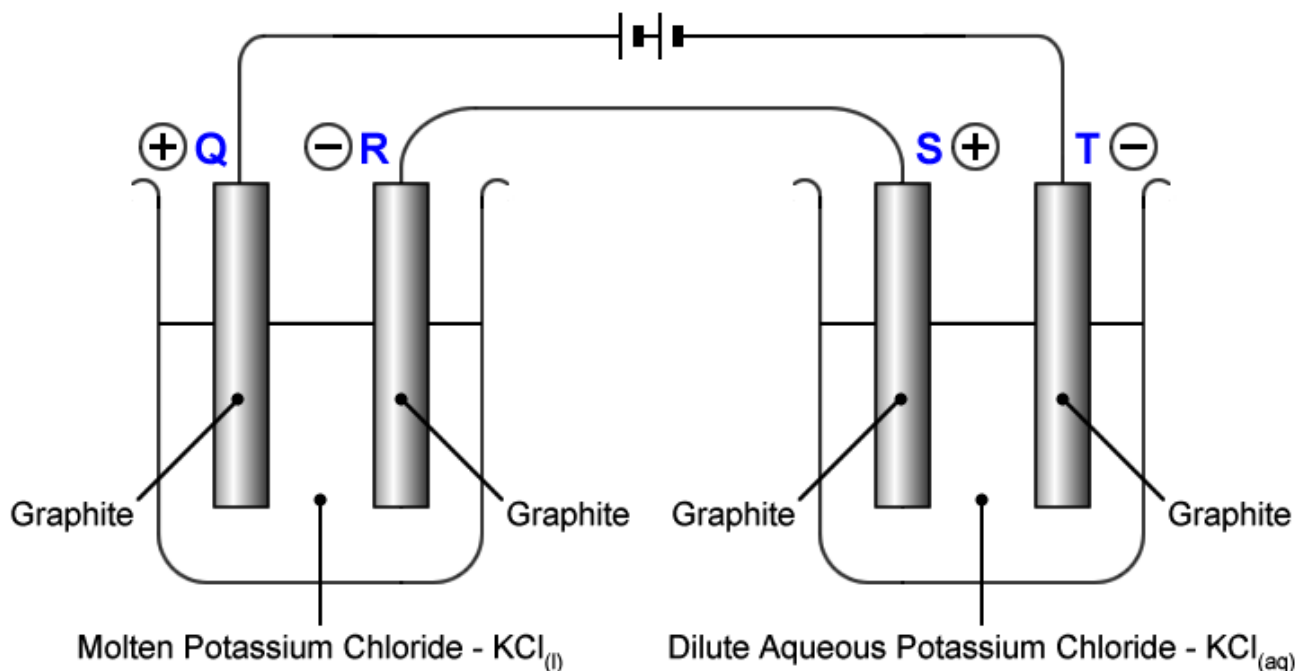 + Q − R S + T −
Graphite Graphite Graphite Graphite
Molten Potassium Chloride - KCl(l) Dilute Aqueous Potassium Chloride - KCl(aq)